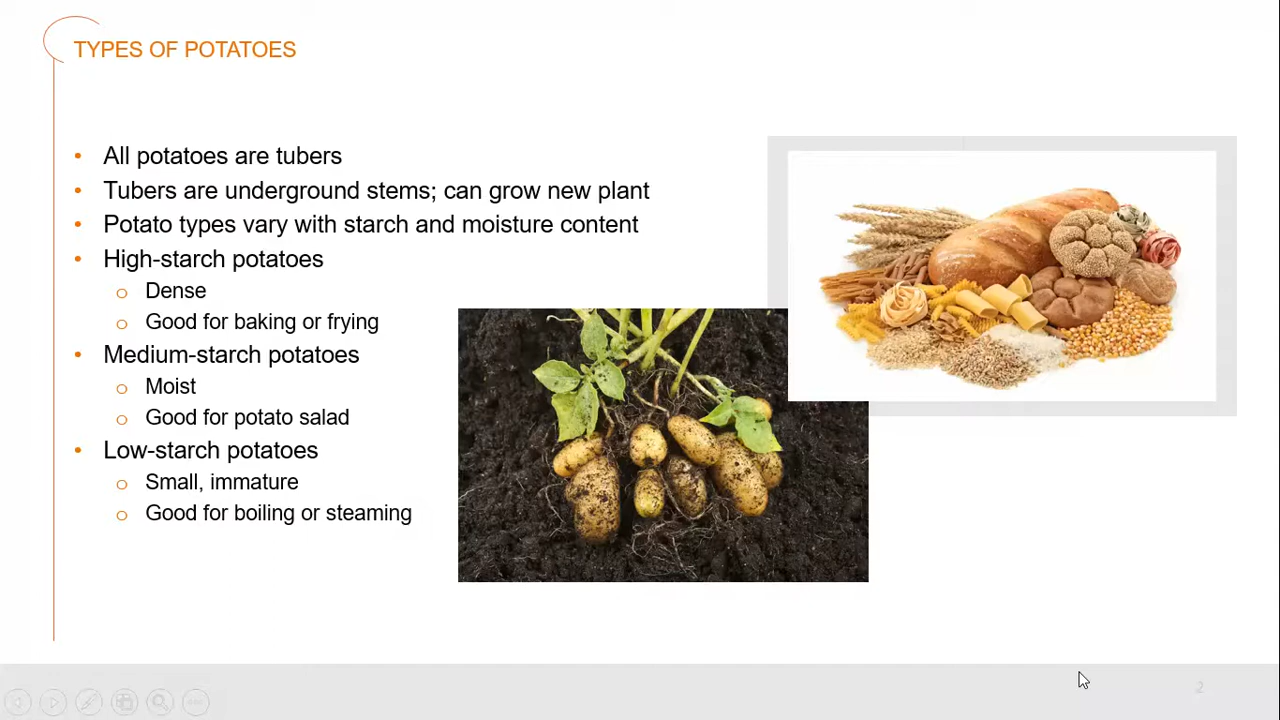 TYPES OF POTATOES
• All potatoes are tubers
• Tubers are underground stems; can grow new plant
• Potato types vary with starch and moisture content
• High-starch potatoes
o Dense
o Good for baking or frying
• Medium-starch potatoes
o Moist
o Good for potato salad
• Low-starch potatoes
o Small, immature
o Good for boiling or steaming
2